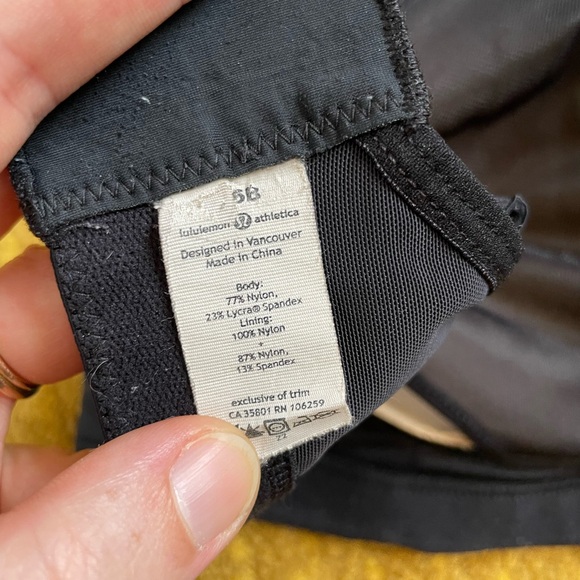 lululemon athletica
Designed in Vancouver
Made in China
Body:
77% Nylon,
23% Lycra® Spandex
Lining:
100% Nylon
+
87% Nylon,
13% Spandex
exclusive of trim
CA 35801 RN 106259